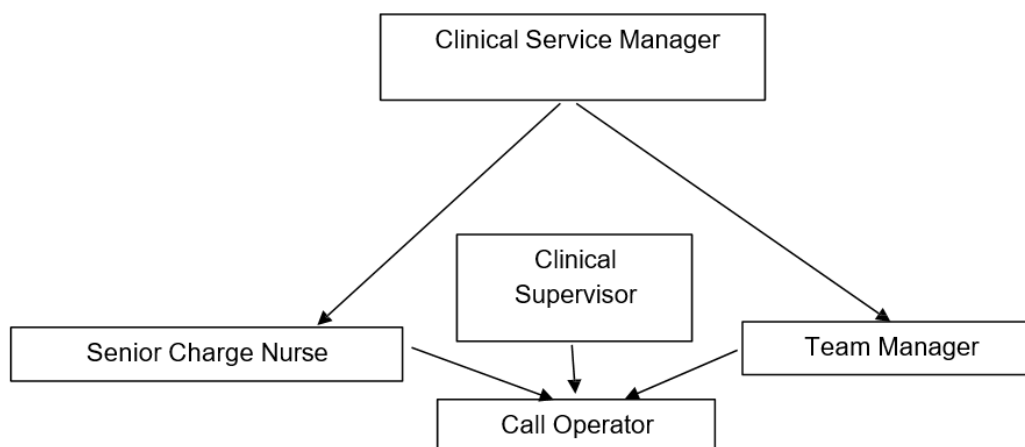 Clinical Service Manager
Clinical
Supervisor
Senior Charge Nurse
Team Manager
Call Operator